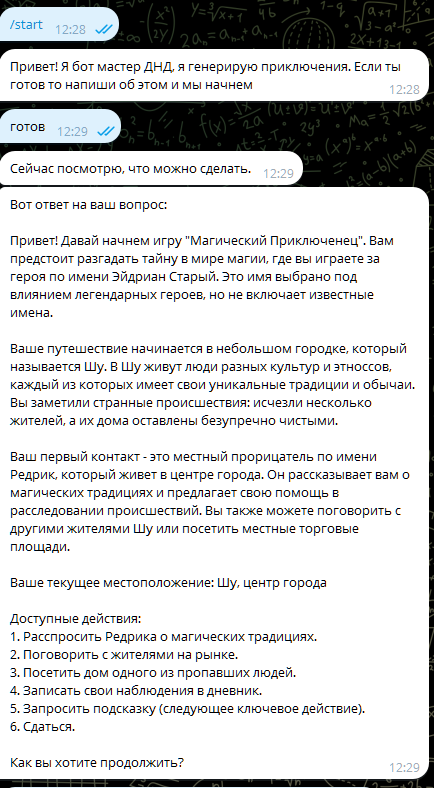 /start 12:28
Привет! Я бот мастер ДНД, я генерирую приключения. Если ты
готов то напиши об этом и мы начнем
12:28
готов 12:29
Сейчас посмотрю, что можно сделать. 12:29
Вот ответ на ваш вопрос:
Привет! Давай начнем игру "Магический Приключенец". Вам
предстоит разгадать тайну в мире магии, где вы играете за
героя по имени Эйдриан Старый. Это имя выбрано под
влиянием легендарных героев, но не включает известные
имена.
Ваше путешествие начинается в небольшом городке, который
называется Шу. В Шу живут люди разных культур и этноссов,
каждый из которых имеет свои уникальные традиции и обычаи.
Вы заметили странные происшествия: исчезли несколько
жителей, а их дома оставлены безупречно чистыми.
Ваш первый контакт - это местный прорицатель по имени
Редрик, который живет в центре города. Он рассказывает вам о
магических традициях и предлагает свою помощь в
расследовании происшествий. Вы также можете поговорить с
другими жителями Шу или посетить местные торговые
площади.
Ваше текущее местоположение: Шу, центр города
Доступные действия:
1. Расспросить Редрика о магических традициях.
2. Поговорить с жителями на рынке.
3. Посетить дом одного из пропавших людей.
4. Записать свои наблюдения в дневник.
5. Запросить подсказку (следующее ключевое действие).
6. Сдаться.
Как вы хотите продолжить?
12:29